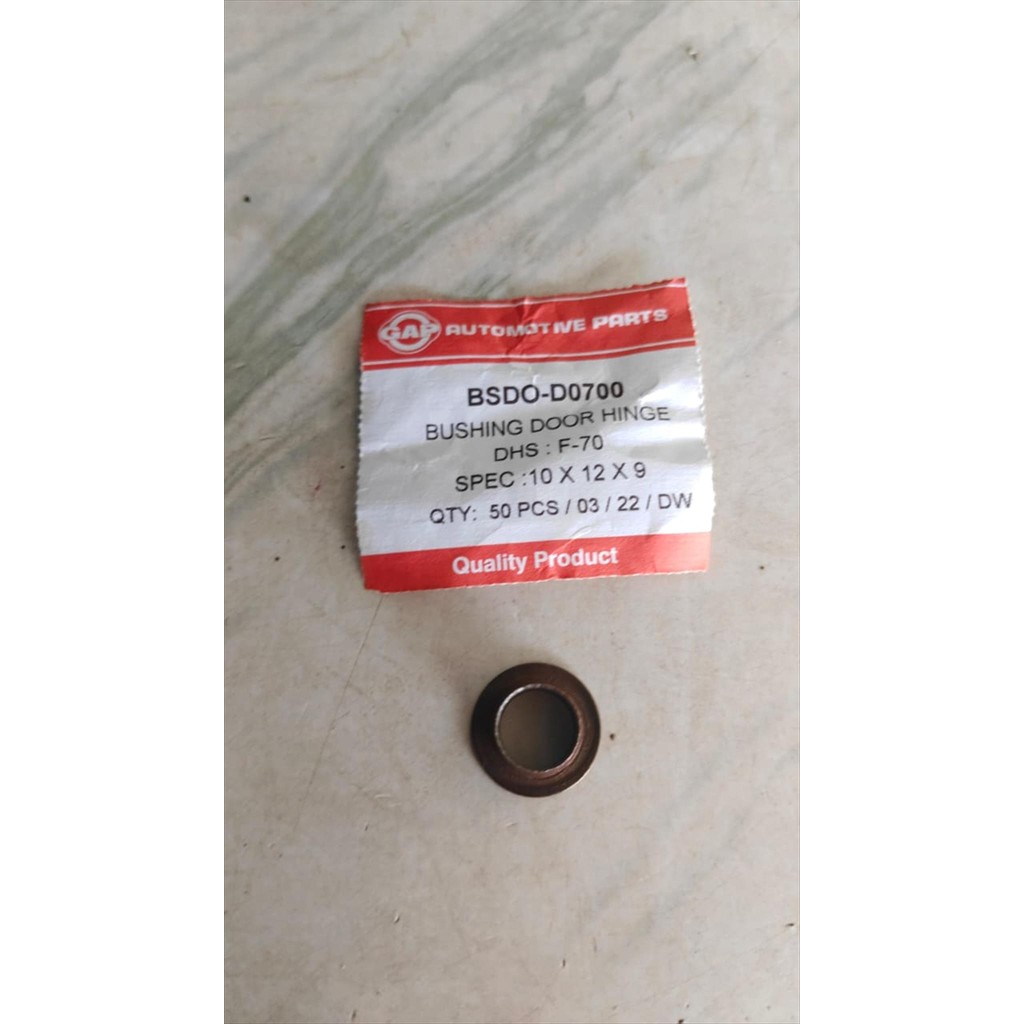 GAP AUTOMOTIVE PARTS
BSDO-D0700
BUSHING DOOR HINGE
DHS : F-70
SPEC :10 X 12 X 9
QTY: 50 PCS / 03 / 22 / DW
Quality Product